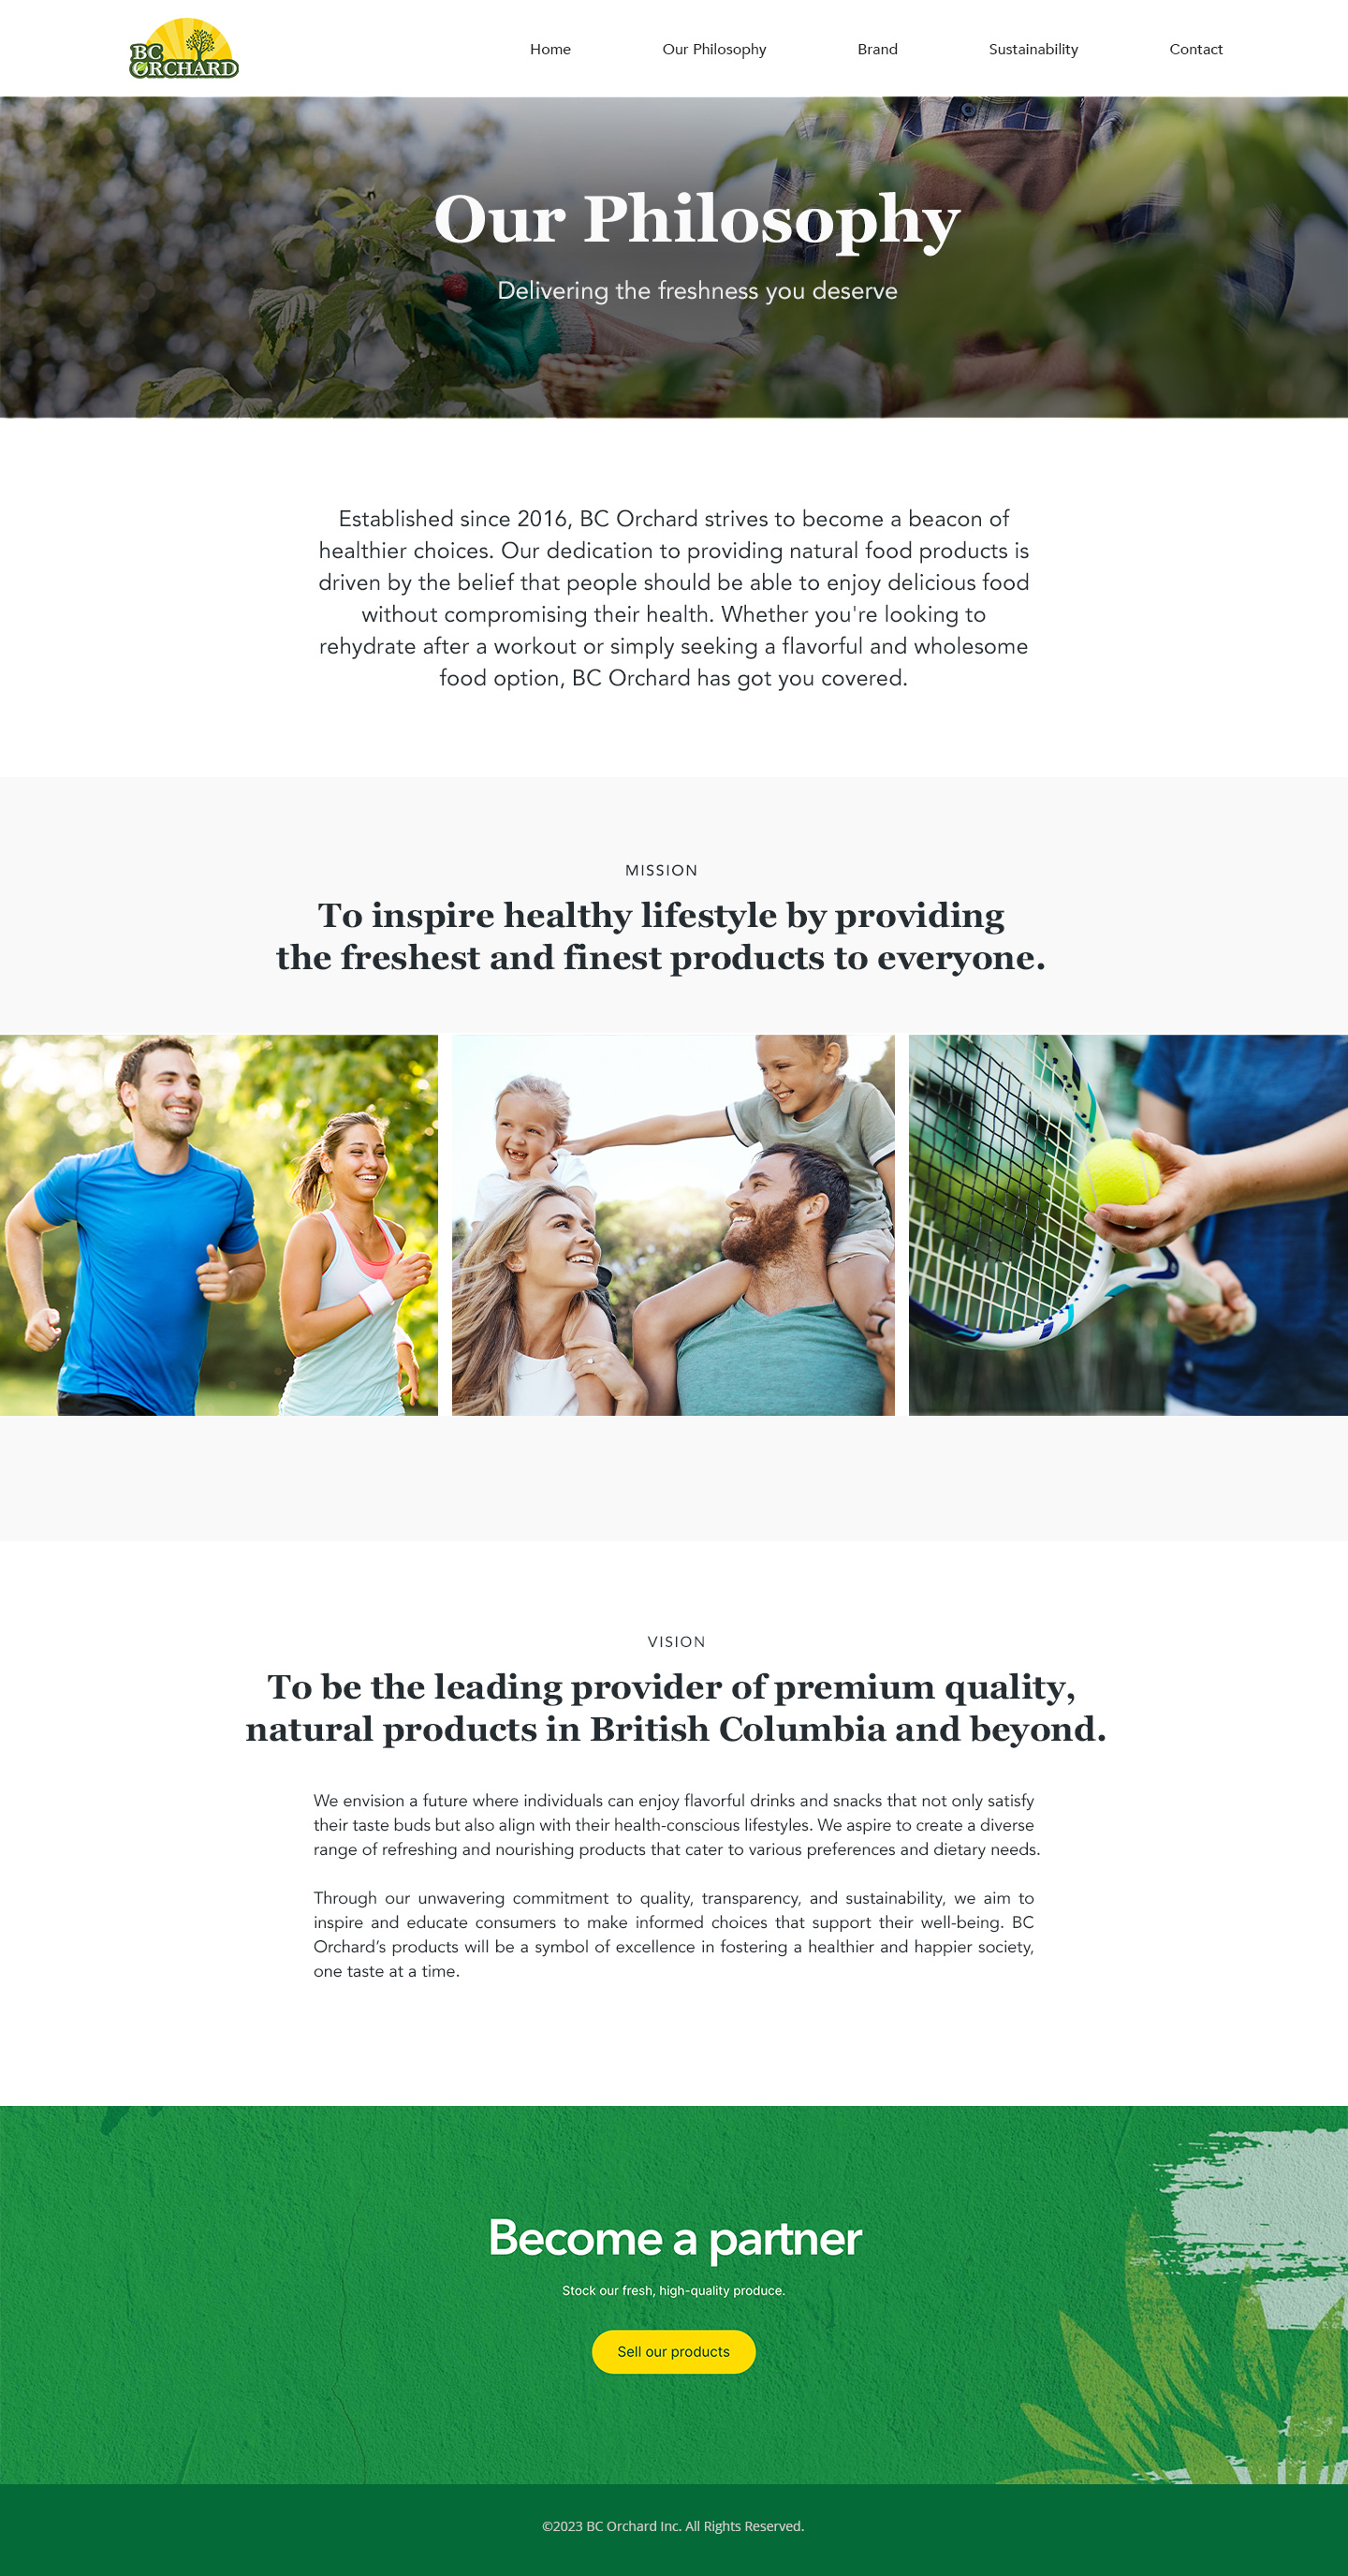 BC
ORCHARD
Home Our Philosophy Brand Sustainability Contact
Our Philosophy
Delivering the freshness you deserve
Established since 2016, BC Orchard strives to become a beacon of
healthier choices. Our dedication to providing natural food products is
driven by the belief that people should be able to enjoy delicious food
without compromising their health. Whether you're looking to
rehydrate after a workout or simply seeking a flavorful and wholesome
food option, BC Orchard has got you covered.
MISSION
To inspire healthy lifestyle by providing
the freshest and finest products to everyone.
VISION
To be the leading provider of premium quality,
natural products in British Columbia and beyond.
We envision a future where individuals can enjoy flavorful drinks and snacks that not only satisfy
their taste buds but also align with their health-conscious lifestyles. We aspire to create a diverse
range of refreshing and nourishing products that cater to various preferences and dietary needs.
Through our unwavering commitment to quality, transparency, and sustainability, we aim to
inspire and educate consumers to make informed choices that support their well-being. BC
Orchard’s products will be a symbol of excellence in fostering a healthier and happier society,
one taste at a time.
Become a partner
Stock our fresh, high-quality produce.
Sell our products
©2023 BC Orchard Inc. All Rights Reserved.